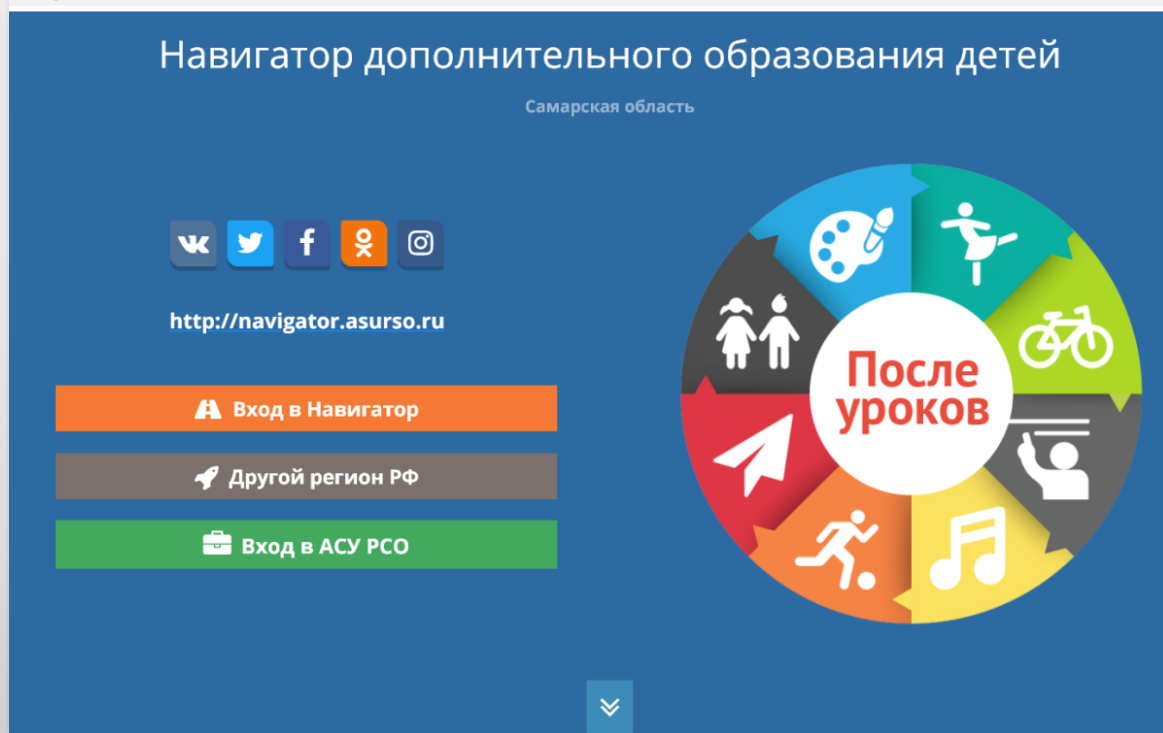 Навигатор дополнительного образования детей
Самарская область
http://navigator.asurso.ru
Вход в Навигатор
Другой регион РФ
Вход в АСУ РСО
После
уроков